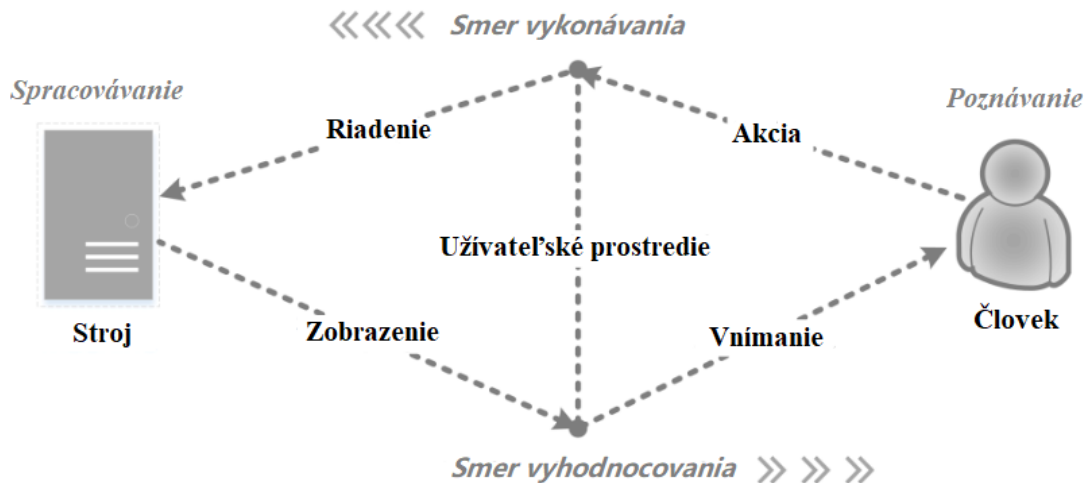 Smer vykonávania
Spracovávanie
Poznávanie
Riadenie
Akcia
Užívateľské prostredie
Stroj
Zobrazenie
Vnímanie
Človek
Smer vyhodnocovania